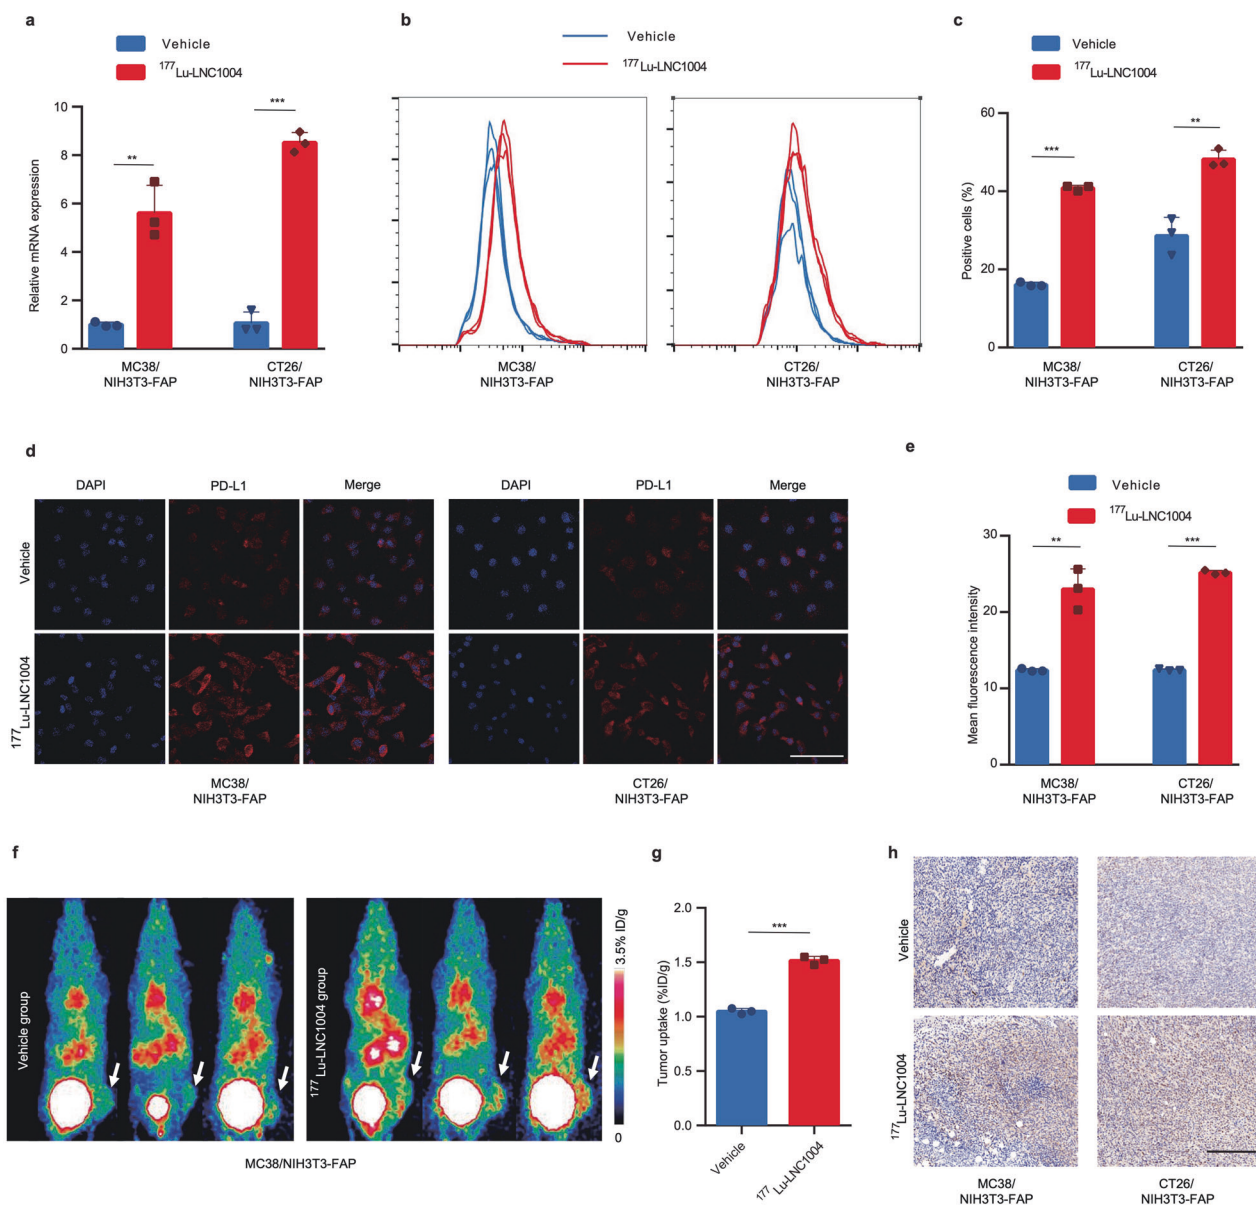 a
Vehicle
177Lu-LNC1004
Relative mRNA expression
10
8
6
4
2
0
**
***
MC38/
NIH3T3-FAP
CT26/
NIH3T3-FAP
b
Vehicle
177Lu-LNC1004
MC38/
NIH3T3-FAP
CT26/
NIH3T3-FAP
c
Vehicle
177Lu-LNC1004
Positive cells (%)
60
40
20
0
***
**
MC38/
NIH3T3-FAP
CT26/
NIH3T3-FAP
d
DAPI PD-L1 Merge DAPI PD-L1 Merge
Vehicle
177Lu-LNC1004
MC38/
NIH3T3-FAP
CT26/
NIH3T3-FAP
e
Vehicle
177Lu-LNC1004
Mean fluorescence intensity
30
20
10
0
**
***
MC38/
NIH3T3-FAP
CT26/
NIH3T3-FAP
f
Vehicle group
177Lu-LNC1004 group
3.5% ID/g
0
MC38/NIH3T3-FAP
g
Tumor uptake (%ID/g)
2.0
1.5
1.0
0.5
0.0
***
Vehicle
177Lu-LNC1004
h
Vehicle
177Lu-LNC1004
MC38/
NIH3T3-FAP
CT26/
NIH3T3-FAP